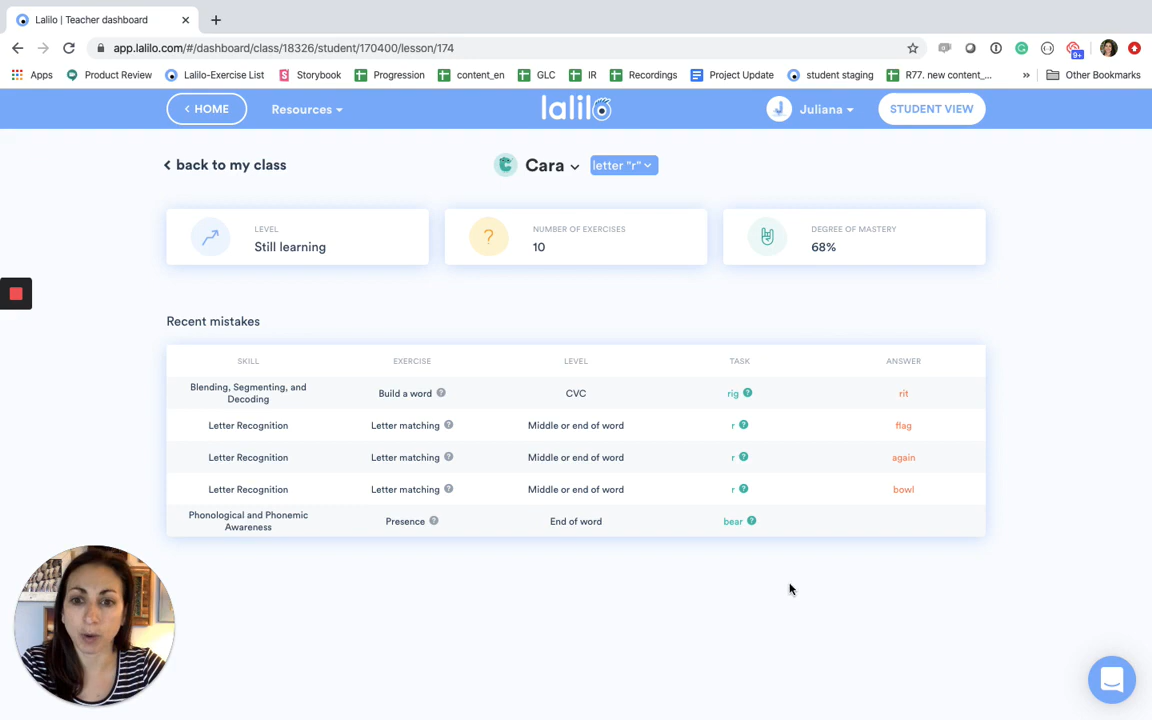 Lalilo | Teacher dashboard
app.lalilo.com/#/dashboard/class/18326/student/170400/lesson/174
9+
Apps Product Review Lalilo-Exercise List Storybook Progression content_en GLC IR Recordings Project Update student staging R77. new content_... » Other Bookmarks
HOME Resources lalilo J Juliana STUDENT VIEW
back to my class C Cara letter "r"
LEVEL
Still learning
? NUMBER OF EXERCISES
10
DEGREE OF MASTERY
68%
Recent mistakes
SKILL EXERCISE LEVEL TASK ANSWER
Blending, Segmenting, and
Decoding
Build a word ? CVC rig ? rit
Letter Recognition Letter matching ? Middle or end of word r ? flag
Letter Recognition Letter matching ? Middle or end of word r ? again
Letter Recognition Letter matching ? Middle or end of word r ? bowl
Phonological and Phonemic
Awareness
Presence ? End of word bear ?